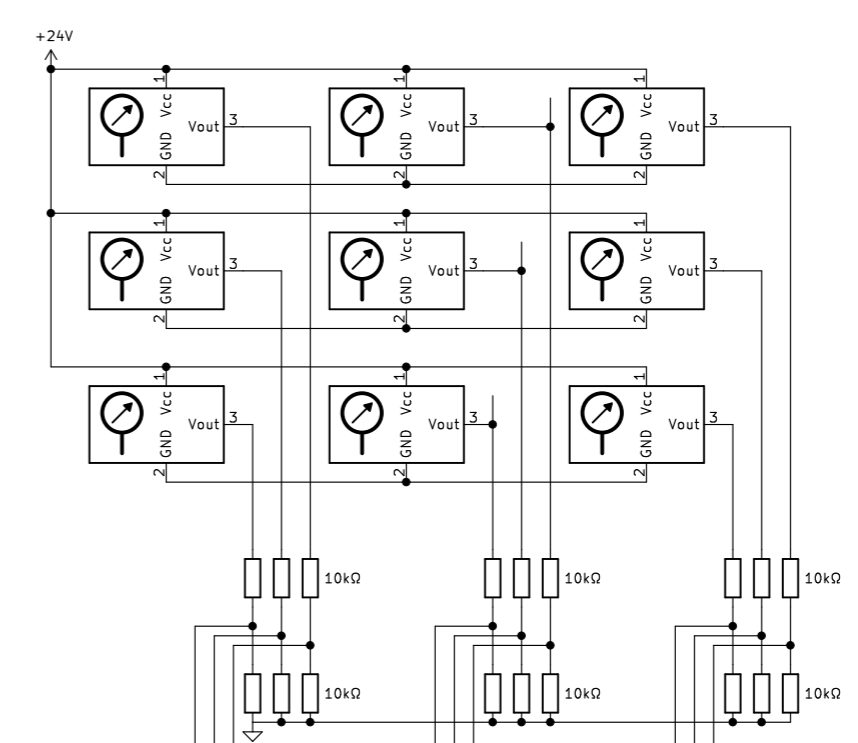 +24V
1 1 1
Vcc Vcc Vcc
Vout 3 Vout 3 Vout 3
GND GND GND
2 2 2
1 1 1
Vcc Vcc Vcc
Vout 3 Vout 3 Vout 3
GND GND GND
2 2 2
1 1 1
Vcc Vcc Vcc
Vout 3 Vout 3 Vout 3
GND GND GND
2 2 2
10kΩ 10kΩ 10kΩ
10kΩ 10kΩ 10kΩ